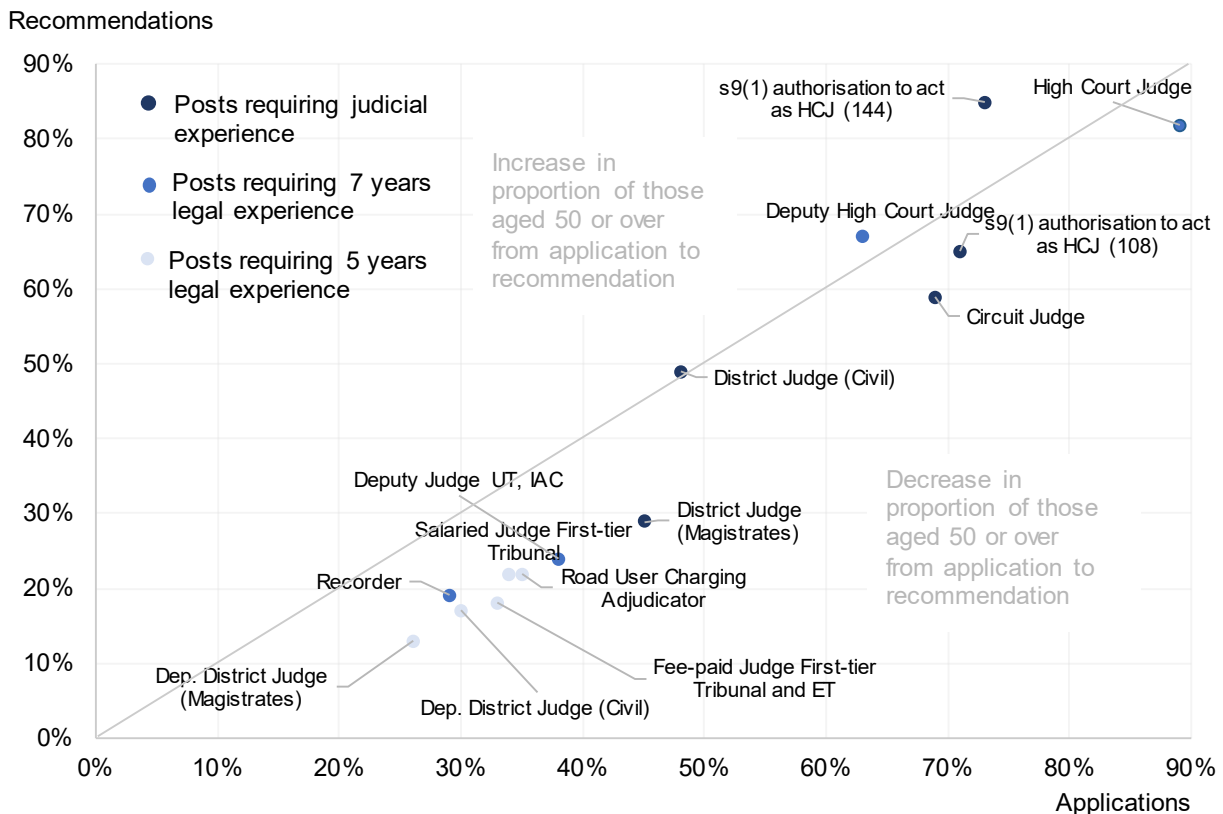 Recommendations
90%
80%
70%
60%
50%
40%
30%
20%
10%
0%
Posts requiring judicial
experience
Posts requiring 7 years
legal experience
Posts requiring 5 years
legal experience
Increase in
proportion of those
aged 50 or over
from application to
recommendation
s9(1) authorisation to act
as HCJ (144)
High Court Judge
Deputy High Court Judge
s9(1) authorisation to act
as HCJ (108)
Circuit Judge
District Judge (Civil)
Deputy Judge UT, IAC
Salaried Judge First-tier
Tribunal
District Judge
(Magistrates)
Decrease in
proportion of those
aged 50 or over
from application to
recommendation
Recorder
Road User Charging
Adjudicator
Dep. District Judge
(Magistrates)
Fee-paid Judge First-tier
Tribunal and ET
Dep. District Judge (Civil)
0%
10%
20%
30%
40%
50%
60%
70%
80%
90%
Applications